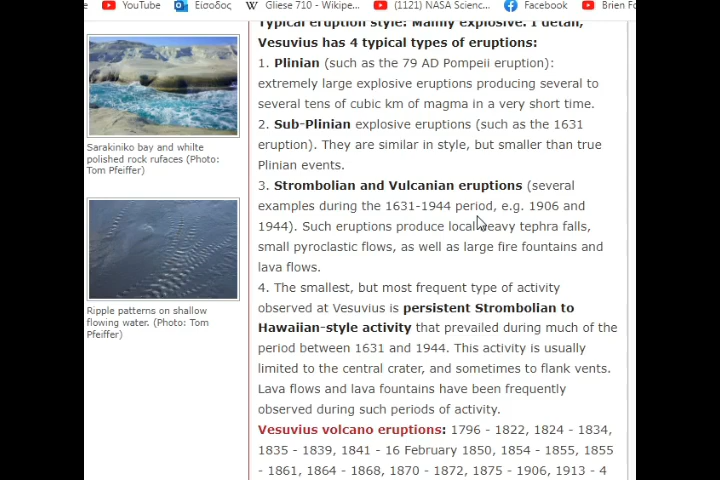 YouTube
Είσοδος
Gliese 710 - Wikipe...
(1121) NASA Scienc...
Facebook
Brien Fo
Typical eruption style: Mainly explosive. I detail,
Vesuvius has 4 typical types of eruptions:
1. Plinian (such as the 79 AD Pompeii eruption):
extremely large explosive eruptions producing several to
several tens of cubic km of magma in a very short time.
2. Sub-Plinian explosive eruptions (such as the 1631
eruption). They are similar in style, but smaller than true
Plinian events.
3. Strombolian and Vulcanian eruptions (several
examples during the 1631-1944 period, e.g. 1906 and
1944). Such eruptions produce local heavy tephra falls,
small pyroclastic flows, as well as large fire fountains and
lava flows.
4. The smallest, but most frequent type of activity
observed at Vesuvius is persistent Strombolian to
Hawaiian-style activity that prevailed during much of the
period between 1631 and 1944. This activity is usually
limited to the central crater, and sometimes to flank vents.
Lava flows and lava fountains have been frequently
observed during such periods of activity.
Vesuvius volcano eruptions: 1796 - 1822, 1824 - 1834,
1835 - 1839, 1841 - 16 February 1850, 1854 - 1855, 1855
- 1861, 1864 - 1868, 1870 - 1872, 1875 - 1906, 1913 - 4
Sarakiniko bay and whilte
polished rock rufaces (Photo:
Tom Pfeiffer)
Ripple patterns on shallow
flowing water. (Photo: Tom
Pfeiffer)